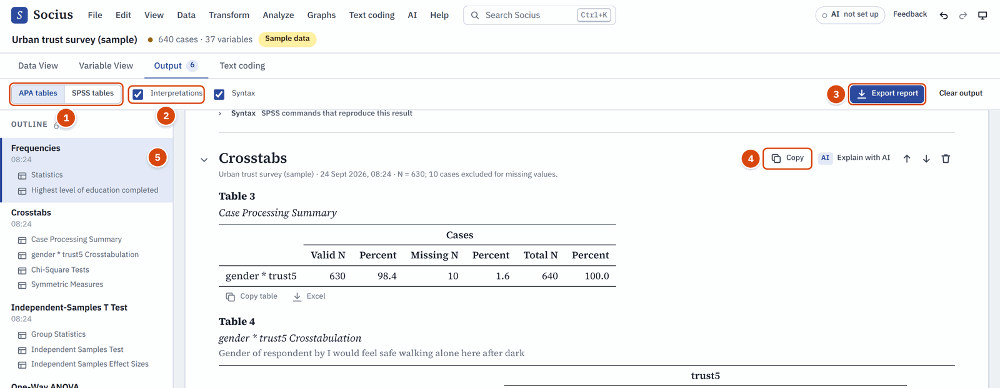 S Socius File Edit View Data Transform Analyze Graphs Text coding AI Help Search Socius Ctrl+K AI not set up Feedback
Urban trust survey (sample) 640 cases · 37 variables Sample data
Data View Variable View Output 6 Text coding
APA tables SPSS tables Interpretations Syntax 3 Export report Clear output
1 2
OUTLINE 6
Frequencies
08:24
5
Statistics
Highest level of education completed
Crosstabs
08:24
Case Processing Summary
gender * trust5 Crosstabulation
Chi-Square Tests
Symmetric Measures
Independent-Samples T Test
08:24
Group Statistics
Independent Samples Test
Independent Samples Effect Sizes
One-Way ANOVA
› Syntax SPSS commands that reproduce this result
Crosstabs 4 Copy AI Explain with AI
Urban trust survey (sample) · 24 Sept 2026, 08:24 · N = 630; 10 cases excluded for missing values.
Table 3
Case Processing Summary
Cases
Valid N Percent Missing N Percent Total N Percent
gender * trust5 630 98.4 10 1.6 640 100.0
Copy table Excel
Table 4
gender * trust5 Crosstabulation
Gender of respondent by I would feel safe walking alone here after dark
trust5